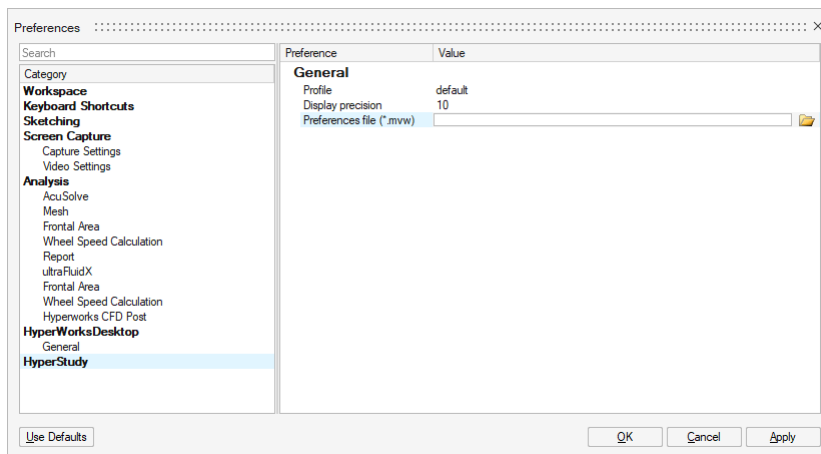 Preferences
Search
Category
Workspace
Keyboard Shortcuts
Sketching
Screen Capture
Capture Settings
Video Settings
Analysis
AcuSolve
Mesh
Frontal Area
Wheel Speed Calculation
Report
ultraFluidX
Frontal Area
Wheel Speed Calculation
Hyperworks CFD Post
HyperWorksDesktop
General
HyperStudy
Preference Value
General
Profile default
Display precision 10
Preferences file (*.mvw)
Use Defaults
OK Cancel Apply